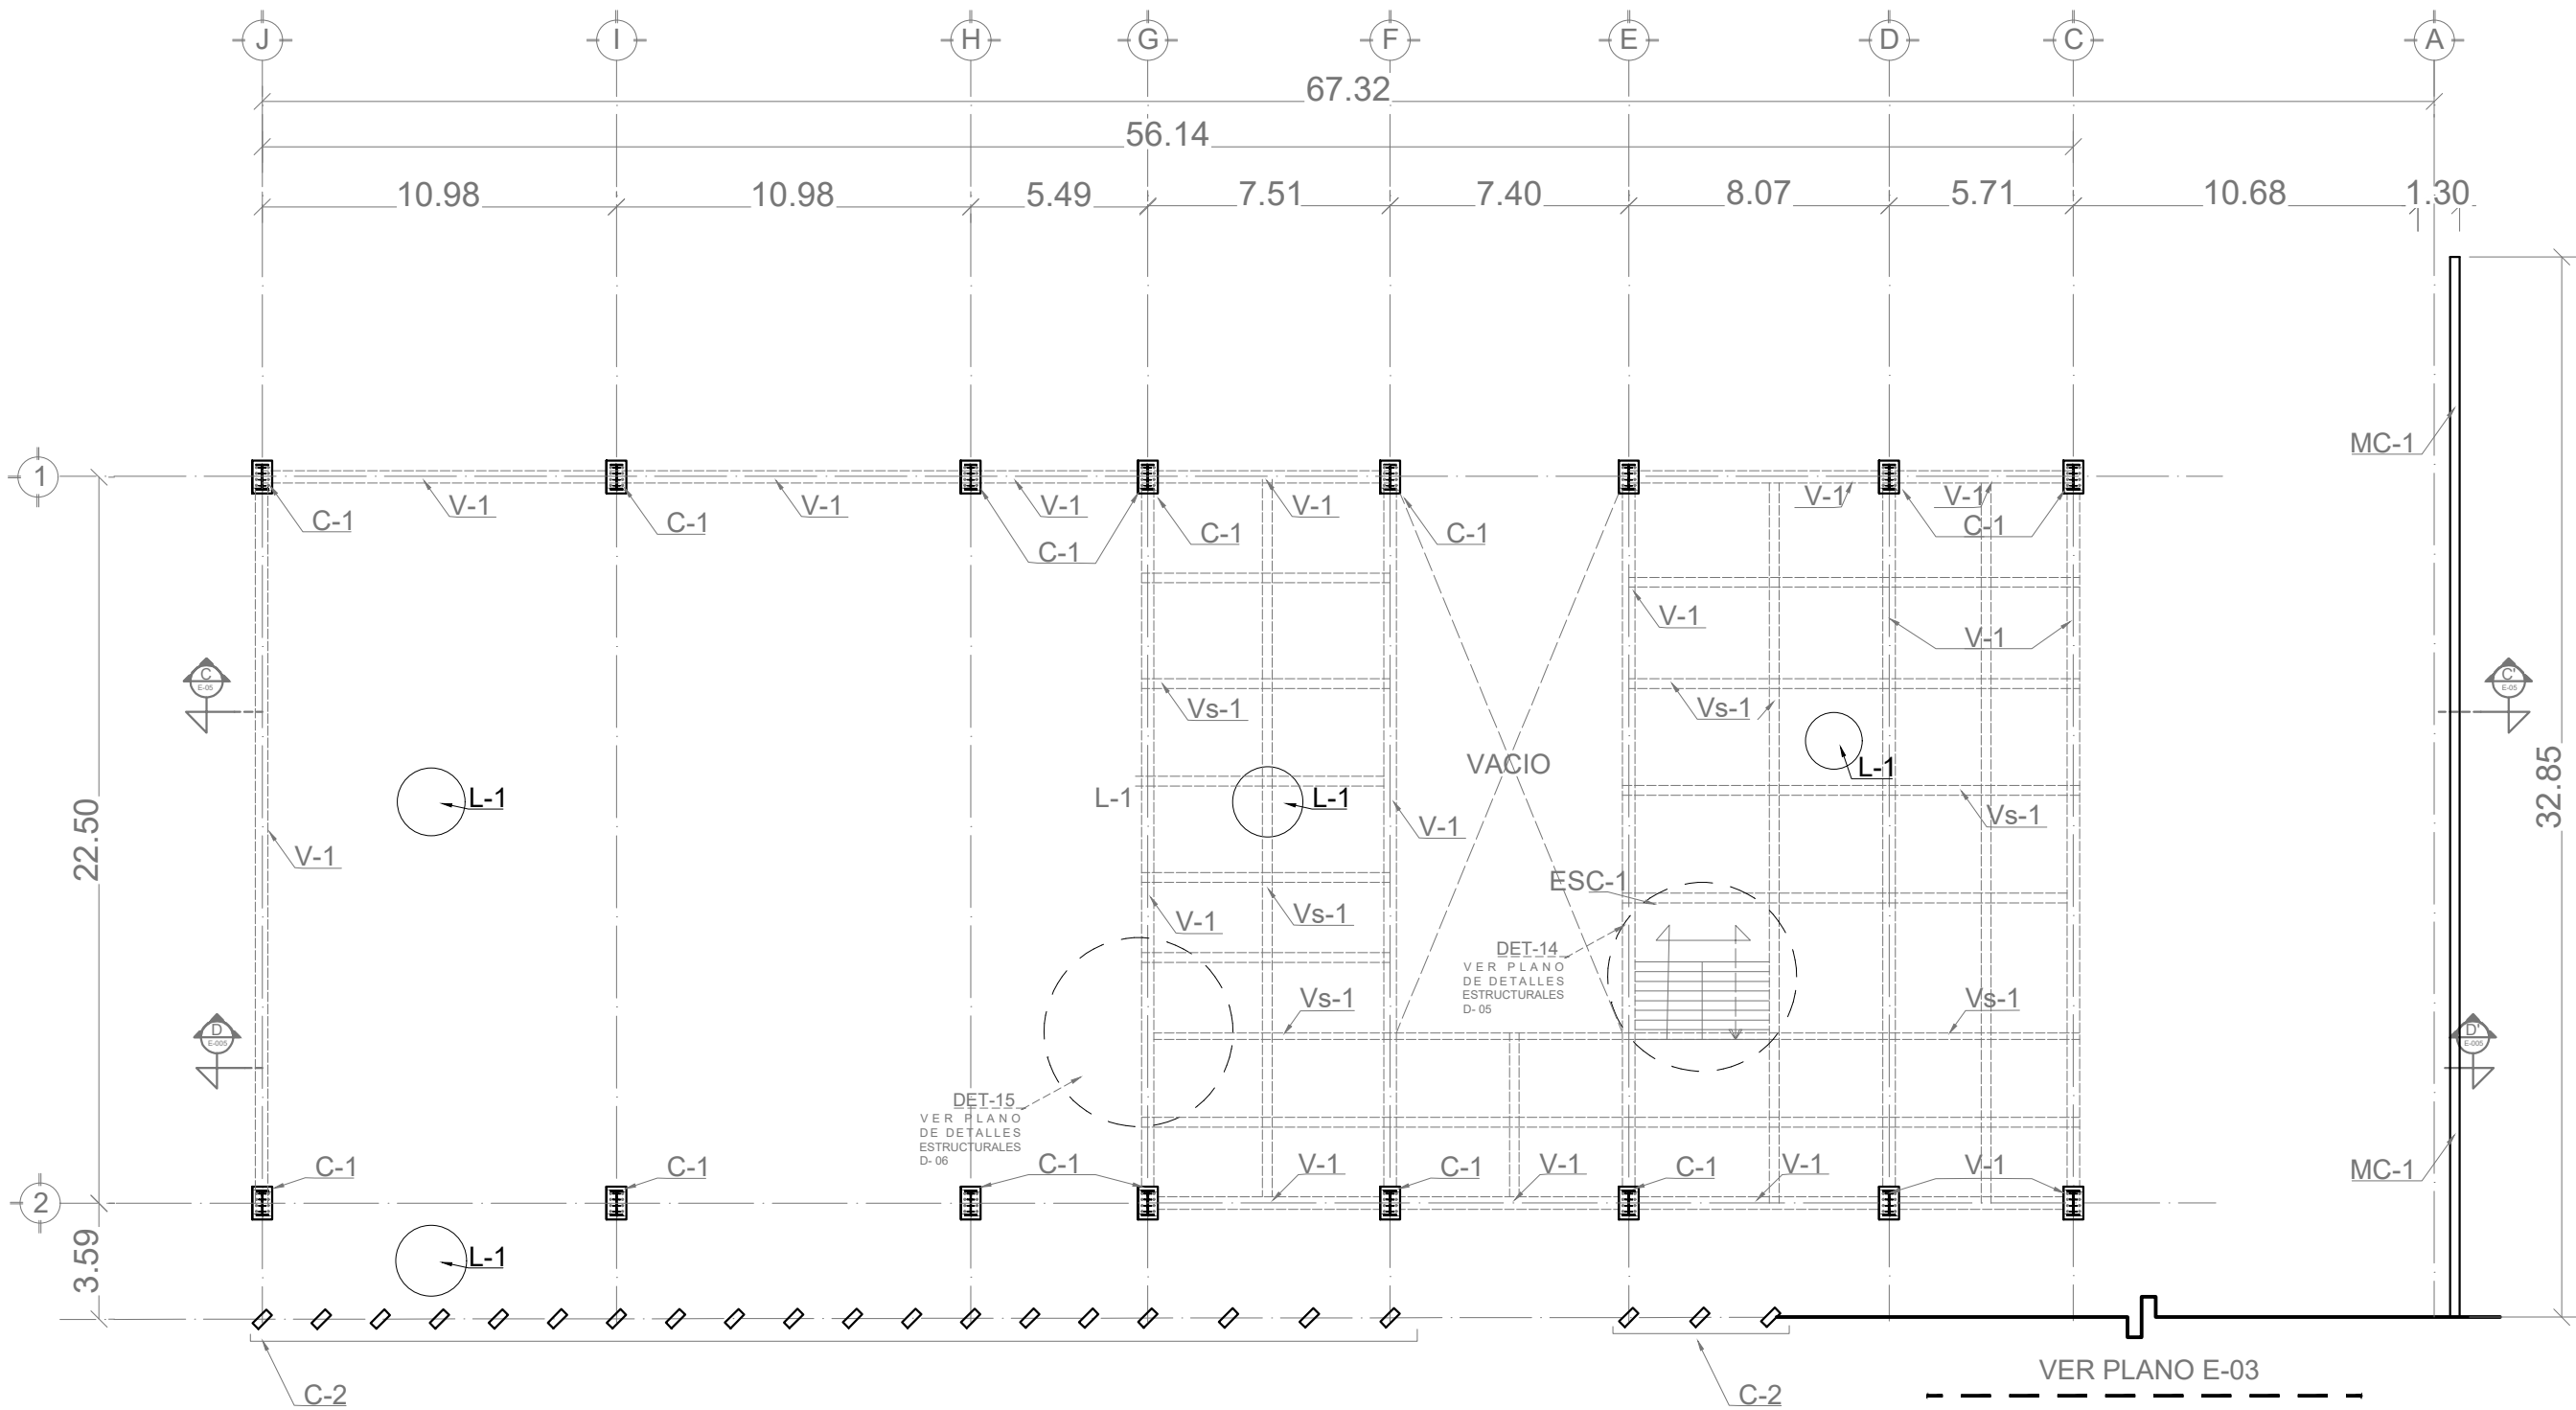 J I H G F E D C A
67.32
56.14
10.98 10.98 5.49 7.51 7.40 8.07 5.71 10.68 1.30
MC-1
1
V-1 V-1 V-1 V-1 V-1 V-1
C-1 C-1 C-1 C-1 C-1
C-1
V-1
V-1
C
E-05
C'
E-05
Vs-1 Vs-1
VACIO
L-1
L-1 L-1 L-1
22.50
32.85
V-1
Vs-1
V-1
ESC-1
V-1
Vs-1
DET-14
VER PLANO
DE DETALLES
ESTRUCTURALES
D- 05
Vs-1 Vs-1
D
E-005
D'
E-005
DET-15
VER PLANO
DE DETALLES
ESTRUCTURALES
D- 06
C-1 C-1 C-1 V-1 C-1 V-1 C-1 V-1 V-1
MC-1
2
3.59
L-1
VER PLANO E-03
C-2 C-2